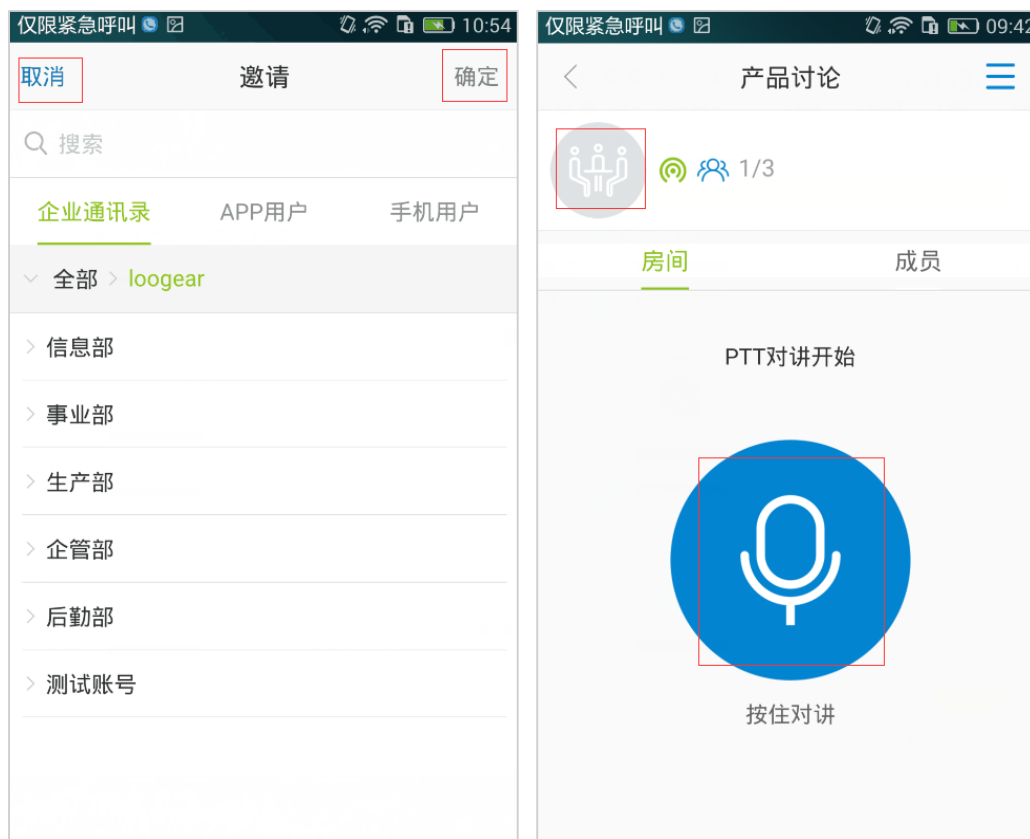 仅限紧急呼叫 10:54
取消 邀请 确定
搜索
企业通讯录 APP用户 手机用户
全部 > loogear
信息部
事业部
生产部
企管部
后勤部
测试账号
仅限紧急呼叫 09:42
产品讨论
1/3
房间 成员
PTT对讲开始
按住对讲